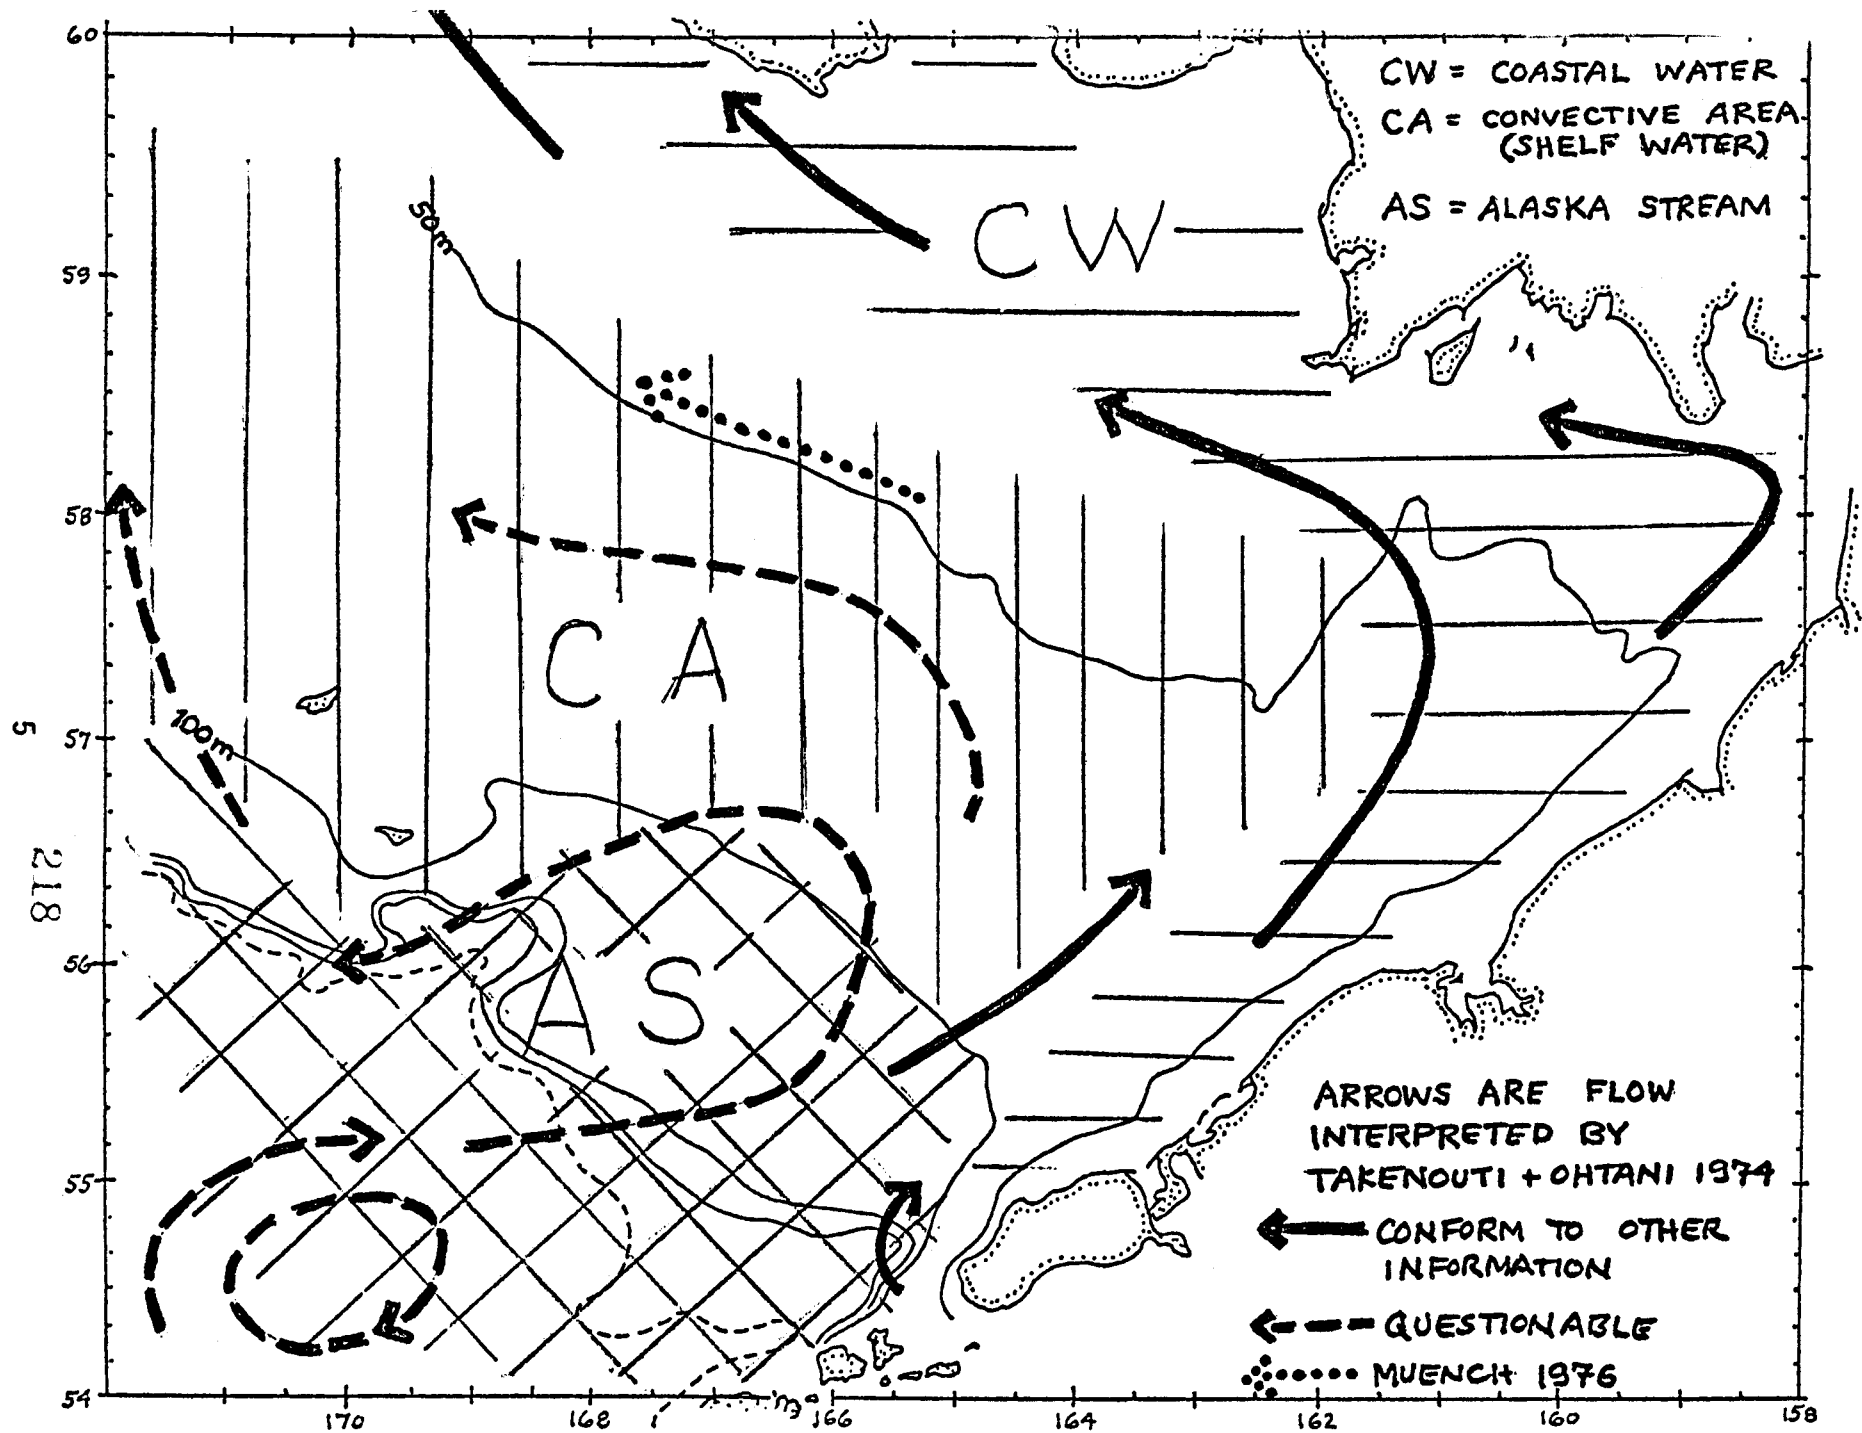 60
CW = COASTAL WATER
CA = CONVECTIVE AREA
(SHELF WATER)
AS = ALASKA STREAM
50m
CW
59
58
CA
100m
57
5
218
56
AS
ARROWS ARE FLOW
INTERPRETED BY
TAKENOUTI + OHTANI 1974
55
CONFORM TO OTHER
INFORMATION
QUESTIONABLE
MUENCH 1976
54
170 168 166 164 162 160 158